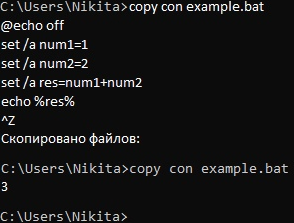 C:\Users\Nikita>copy con example.bat
@echo off
set /a num1=1
set /a num2=2
set /a res=num1+num2
echo %res%
^Z
Скопировано файлов:
C:\Users\Nikita>copy con example.bat
3
C:\Users\Nikita>